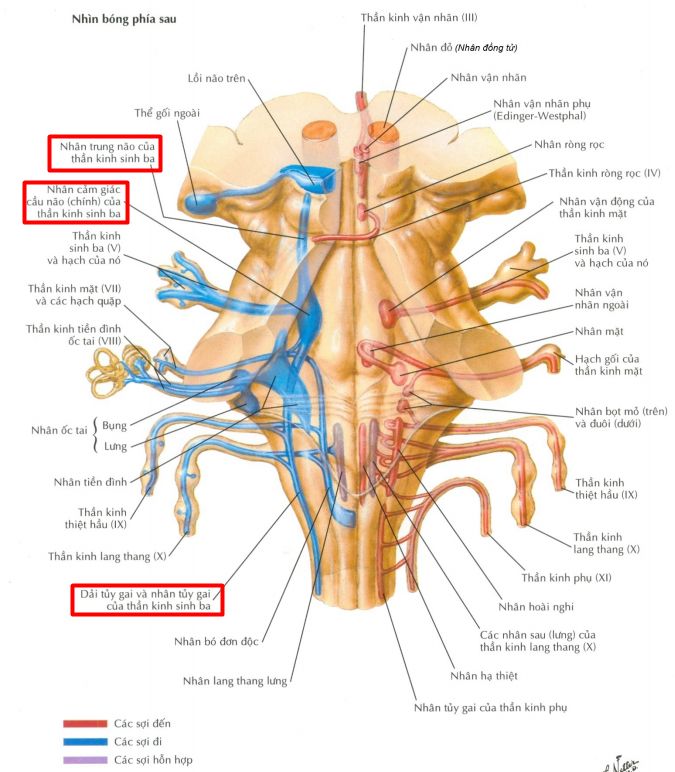 Nhìn bóng phía sau
Thần kinh vận nhãn (III)
Nhân đỏ (Nhân đồng tử)
Lồi não trên
Nhân vận nhãn
Thể gối ngoài
Nhân vận nhãn phụ
(Edinger-Westphal)
Nhân trung não của
thần kinh sinh ba
Nhân ròng rọc
Thần kinh ròng rọc (IV)
Nhân cảm giác
cầu não (chính) của
thần kinh sinh ba
Nhân vận động của
thần kinh mặt
Thần kinh
sinh ba (V)
và hạch của nó
Thần kinh
sinh ba (V)
và hạch của nó
Thần kinh mặt (VII)
và các hạch quặp
Nhân vận
nhãn ngoài
Thần kinh tiền đình
ốc tai (VIII)
Nhân mặt
Hạch gối của
thần kinh mặt
Nhân ốc tai
Bụng
Lưng
Nhân bọt mỏ (trên)
và đuôi (dưới)
Nhân tiền đình
Thần kinh
thiệt hầu (IX)
Thần kinh
thiệt hầu (IX)
Thần kinh lang thang (X)
Thần kinh
lang thang (X)
Thần kinh phụ (XI)
Dải tủy gai và nhân tủy gai
của thần kinh sinh ba
Nhân hoài nghi
Nhân bó đơn độc
Các nhân sau (lưng) của
thần kinh lang thang (X)
Nhân lang thang lưng
Nhân hạ thiệt
Nhân tủy gai của thần kinh phụ
Các sợi đến
Các sợi đi
Các sợi hỗn hợp